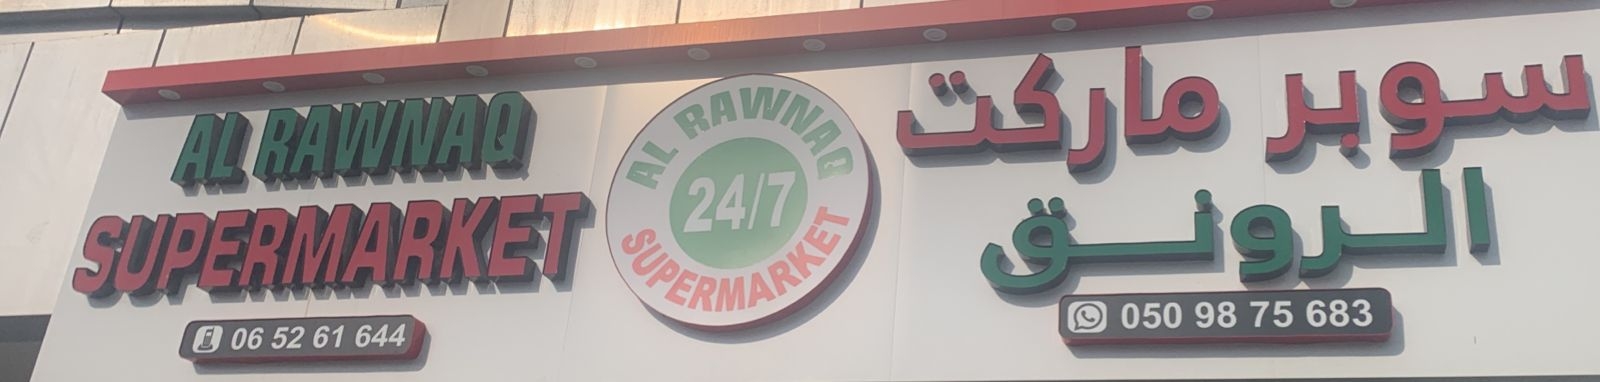 AL RAWNAQ
SUPERMARKET
06 52 61 644
AL RAWNAQ
24/7
SUPERMARKET
سوبر ماركت
الرونق
050 98 75 683